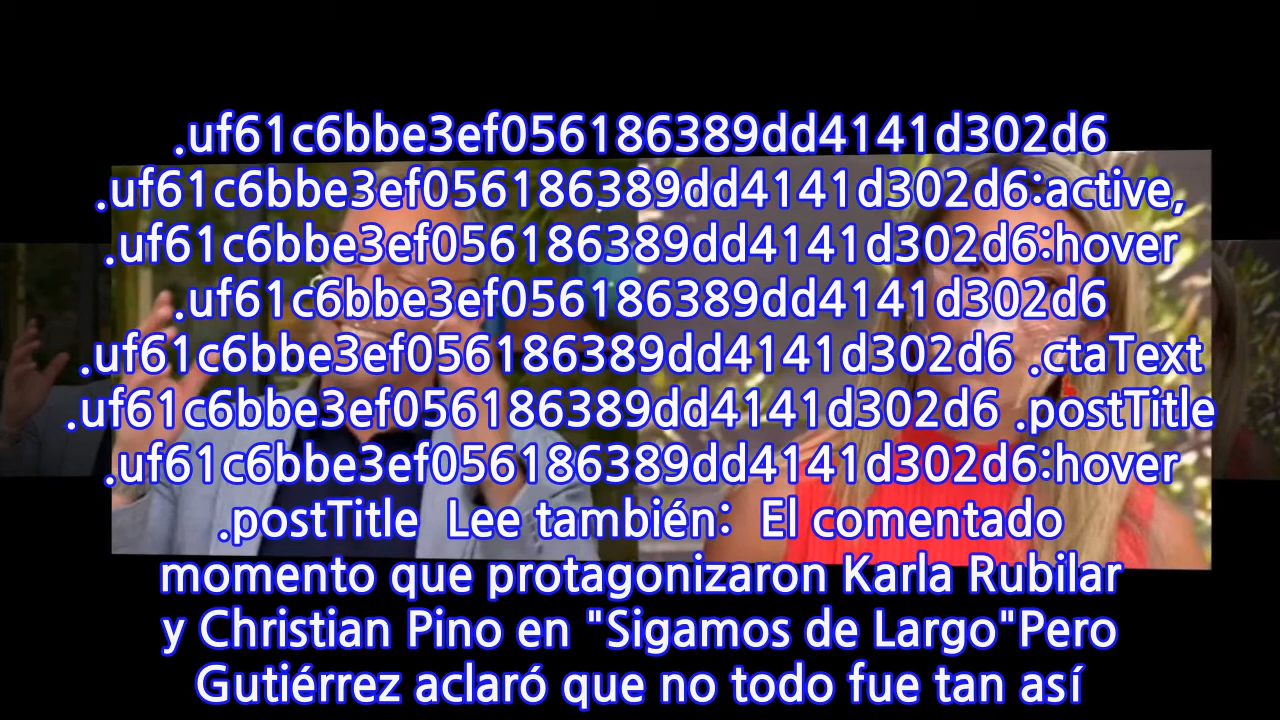 .uf61c6bbe3ef056186389dd4141d302d6
.uf61c6bbe3ef056186389dd4141d302d6:active,
.uf61c6bbe3ef056186389dd4141d302d6:hover
.uf61c6bbe3ef056186389dd4141d302d6
.uf61c6bbe3ef056186389dd4141d302d6 .ctaText
.uf61c6bbe3ef056186389dd4141d302d6 .postTitle
.uf61c6bbe3ef056186389dd4141d302d6:hover
.postTitle  Lee también:  El comentado
momento que protagonizaron Karla Rubilar
y Christian Pino en "Sigamos de Largo"Pero
Gutiérrez aclaró que no todo fue tan así